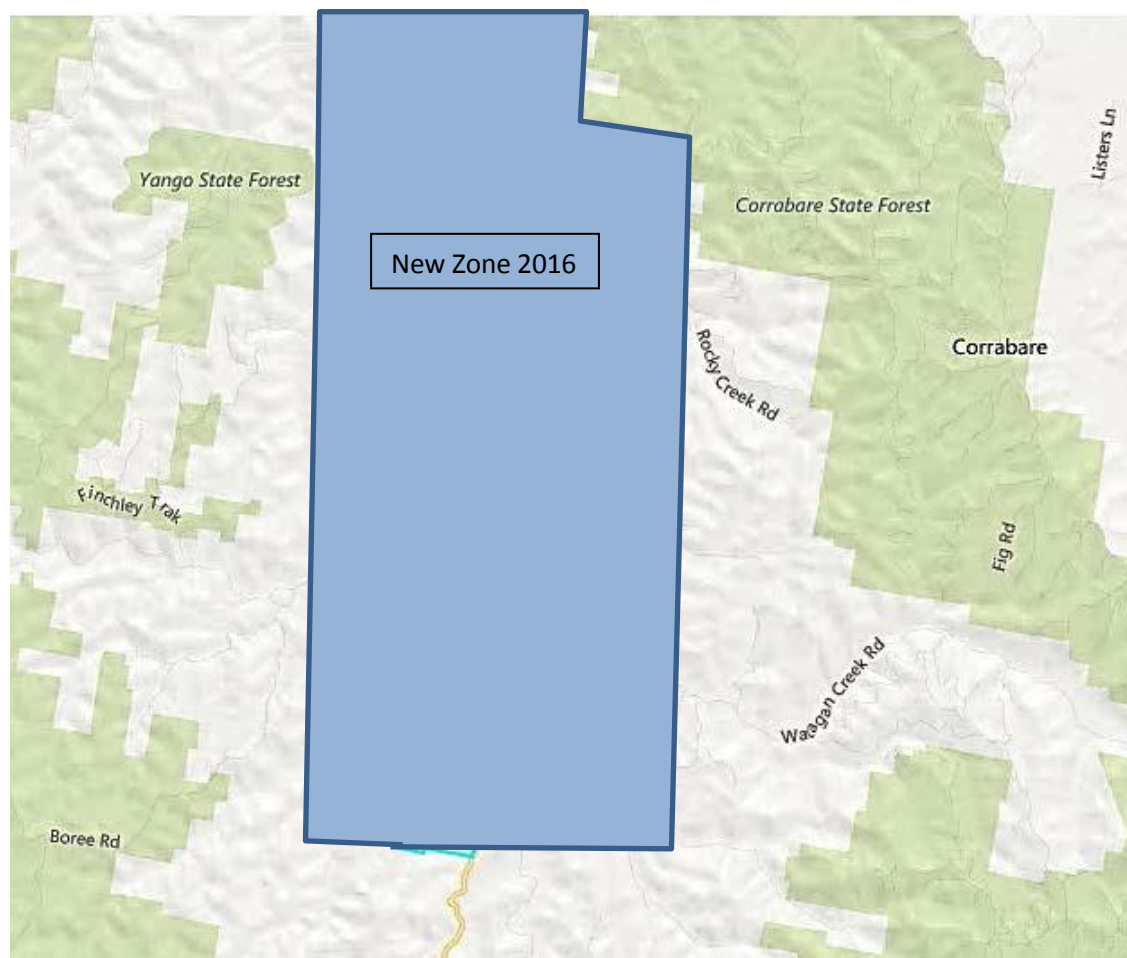 Listers Ln
Yango State Forest
Corrabare State Forest
New Zone 2016
Corrabare
Rocky Creek Rd
Finchley Trak
Fig Rd
Watagan Creek Rd
Boree Rd